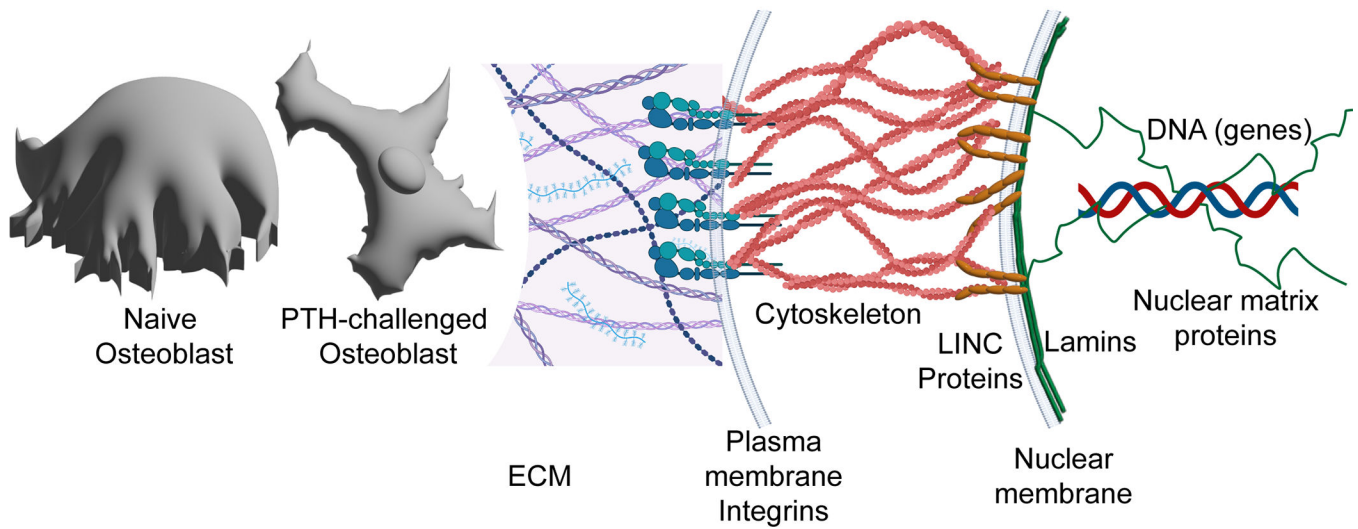 Naive
Osteoblast
PTH-challenged
Osteoblast
ECM
Plasma
membrane
Integrins
Cytoskeleton
LINC
Proteins
Lamins
Nuclear
membrane
DNA (genes)
Nuclear matrix
proteins